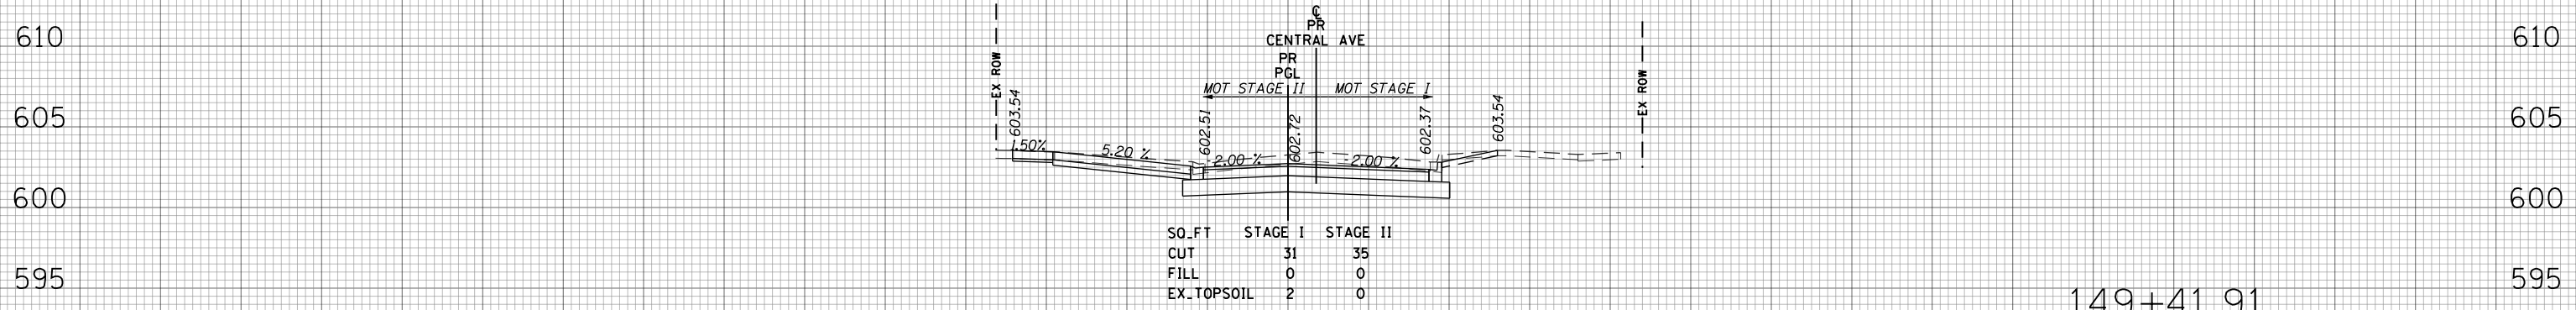 ℄
PR
CENTRAL AVE
PR
PGL
MOT STAGE II MOT STAGE I
EX ROW
EX ROW
610
610
605
605
603.54
602.51
602.72
602.37
603.54
1.50%
5.20 %
-2.00 %
-2.00 %
600
600
SQ_FT STAGE I STAGE II
CUT 31 35
FILL 0 0
EX_TOPSOIL 2 0
595
595
149+41.91